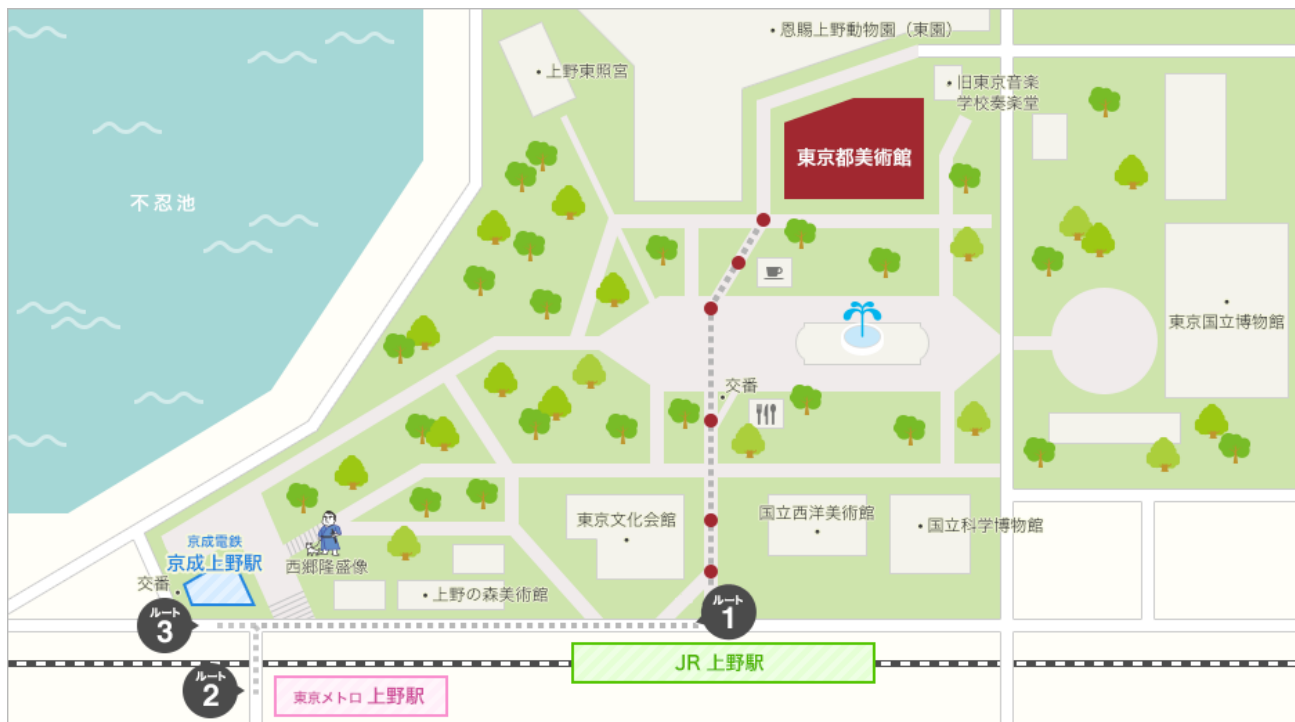 恩賜上野動物園（東園）
上野東照宮
旧東京音楽
学校奏楽堂
東京都美術館
不忍池
東京国立博物館
交番
東京文化会館
国立西洋美術館
国立科学博物館
京成電鉄
京成上野駅
西郷隆盛像
交番
上野の森美術館
ルート
1
ルート
3
JR 上野駅
ルート
2
東京メトロ 上野駅